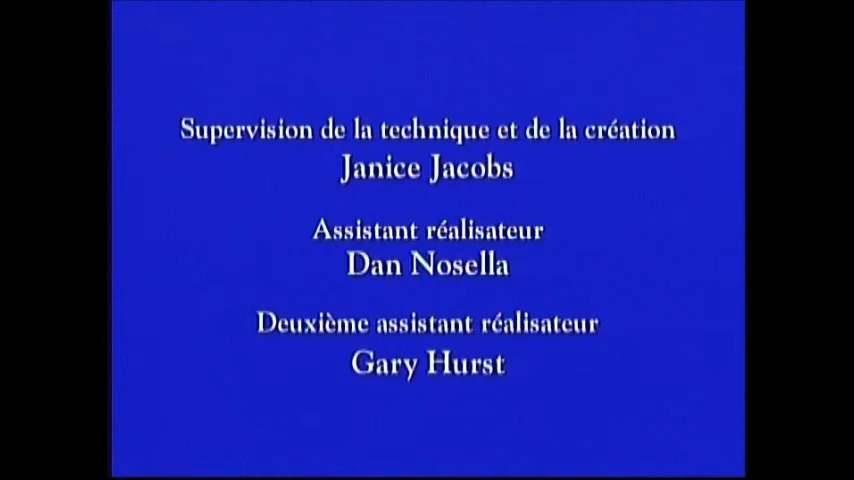 Supervision de la technique et de la création
Janice Jacobs
Assistant réalisateur
Dan Nosella
Deuxième assistant réalisateur
Gary Hurst